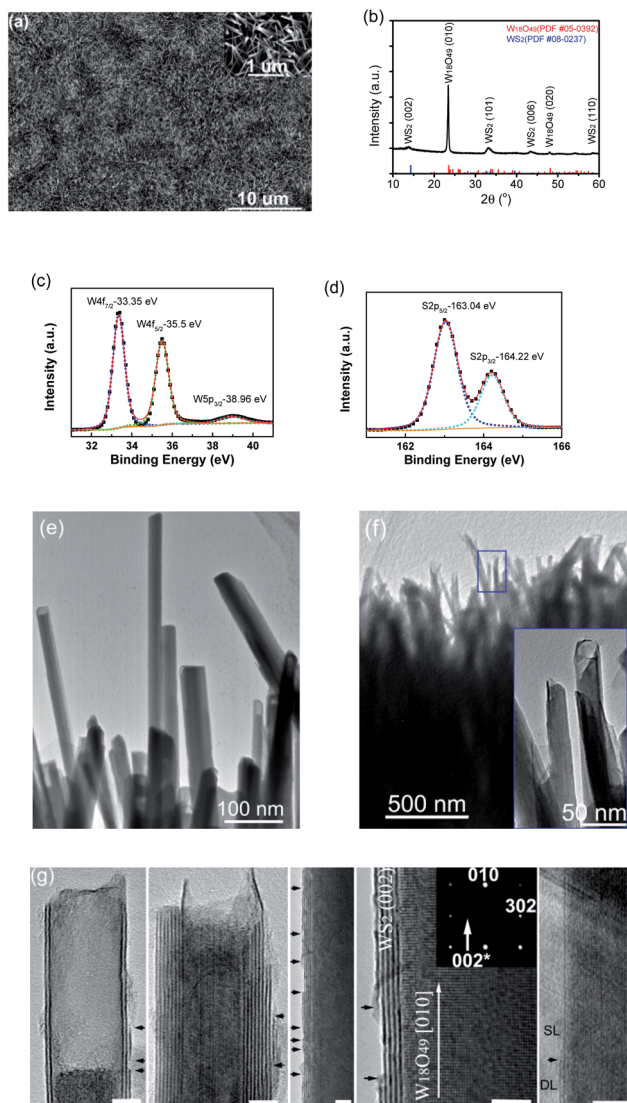 (a)
1 um
10 um
(b)
W18O49(PDF #05-0392)
WS2(PDF #08-0237)
Intensity (a.u.)
WS2 (002)
W18O49 (010)
WS2 (101)
WS2 (006)
W18O49 (020)
WS2 (110)
10 20 30 40 50 60
2θ (°)
(c)
W4f7/2-33.35 eV
W4f5/2-35.5 eV
W5p3/2-38.96 eV
Intensity (a.u.)
32 34 36 38 40
Binding Energy (eV)
(d)
S2p5/2-163.04 eV
S2p3/2-164.22 eV
Intensity (a.u.)
162 164 166
Binding Energy (eV)
(e)
100 nm
(f)
500 nm
50 nm
(g)
WS2 (002)
W18O49 [010]
010
302
002*
SL
DL